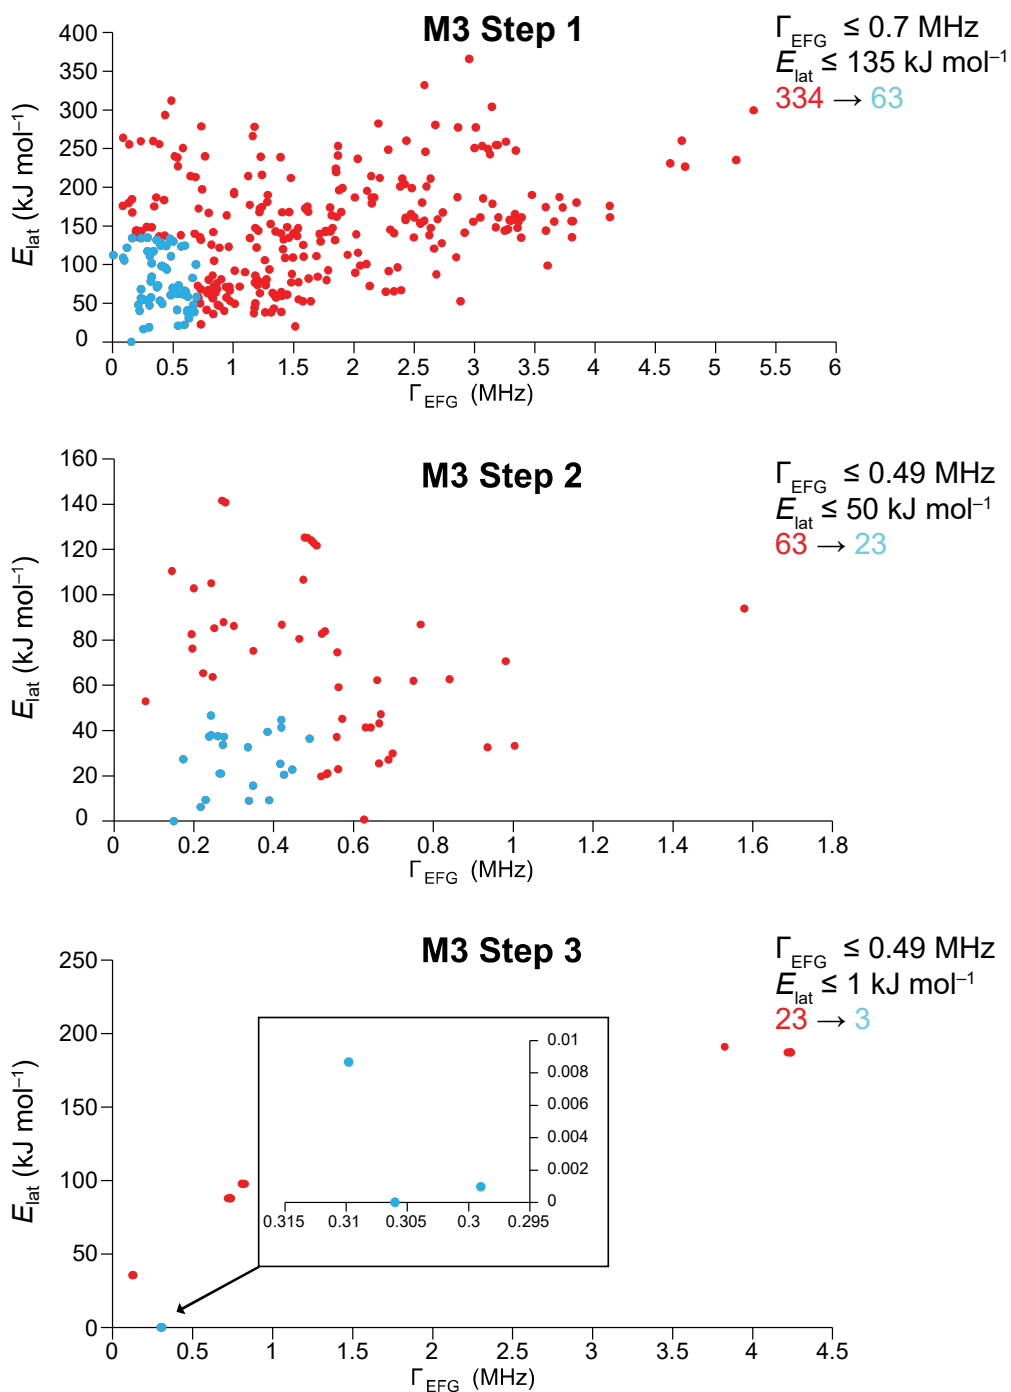 M3 Step 1
ΓEFG ≤ 0.7 MHz
Elat ≤ 135 kJ mol⁻¹
334 → 63
Elat (kJ mol⁻¹)
400
350
300
250
200
150
100
50
0
0 0.5 1 1.5 2 2.5 3 3.5 4 4.5 5 5.5 6
ΓEFG (MHz)
M3 Step 2
ΓEFG ≤ 0.49 MHz
Elat ≤ 50 kJ mol⁻¹
63 → 23
Elat (kJ mol⁻¹)
160
140
120
100
80
60
40
20
0
0 0.2 0.4 0.6 0.8 1 1.2 1.4 1.6 1.8
ΓEFG (MHz)
M3 Step 3
ΓEFG ≤ 0.49 MHz
Elat ≤ 1 kJ mol⁻¹
23 → 3
Elat (kJ mol⁻¹)
250
200
150
100
50
0
0.01
0.008
0.006
0.004
0.002
0
0.315 0.31 0.305 0.3 0.295
0 0.5 1 1.5 2 2.5 3 3.5 4 4.5
ΓEFG (MHz)